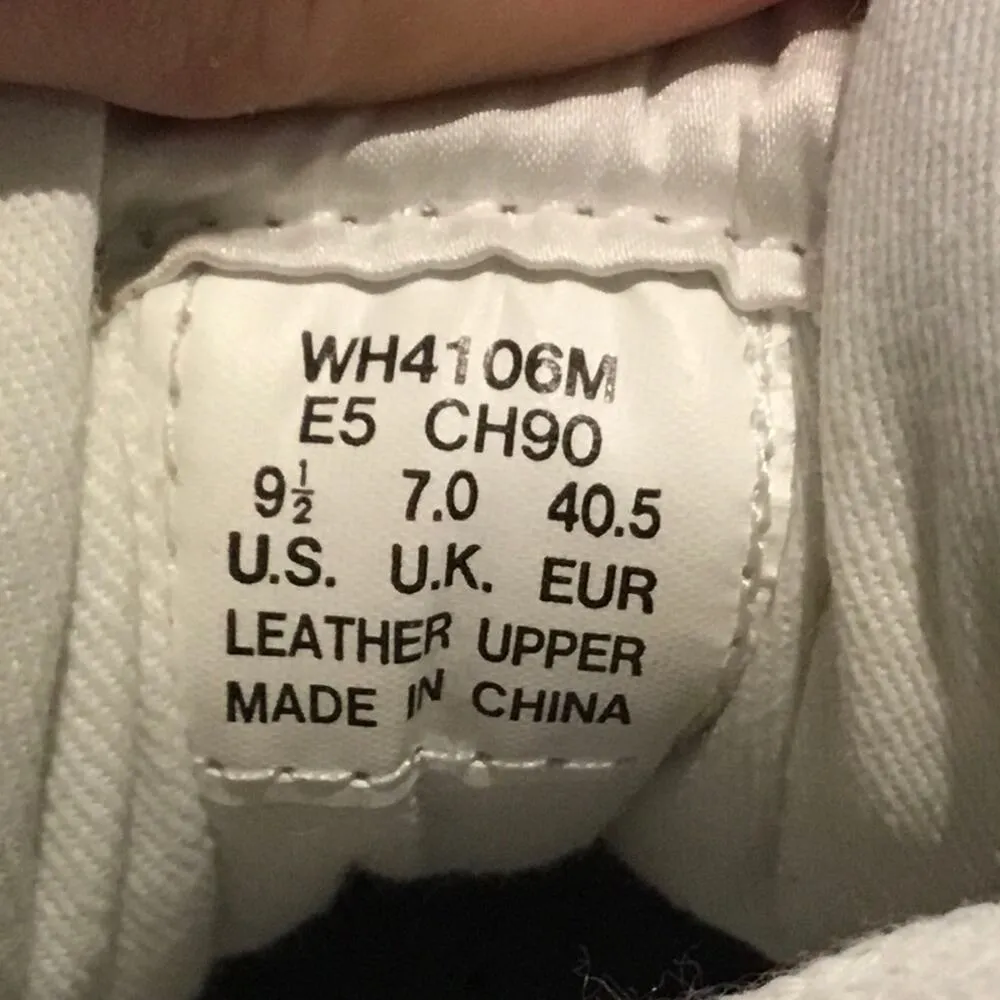 WH4106M
E5 CH90
9½ 7.0 40.5
U.S. U.K. EUR
LEATHER UPPER
MADE IN CHINA